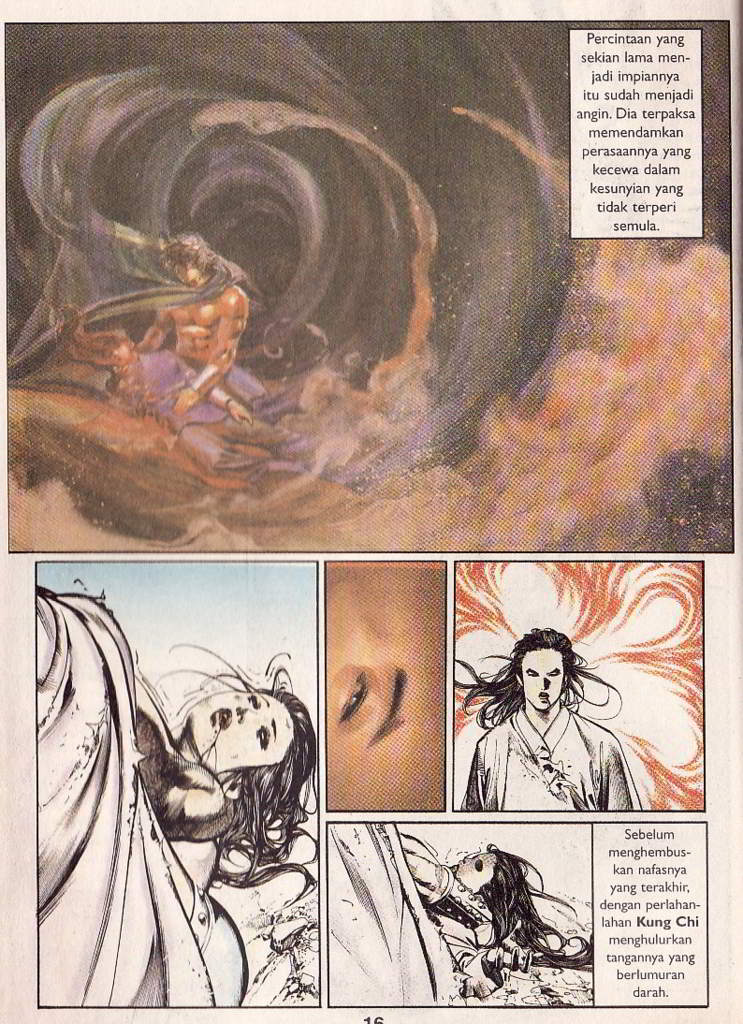 Percintaan yang
sekian lama men-
jadi impiannya
itu sudah menjadi
angin. Dia terpaksa
memendamkan
perasaannya yang
kecewa dalam
kesunyian yang
tidak terperi
semula.
Sebelum
menghembus-
kan nafasnya
yang terakhir,
dengan perlahan-
lahan Kung Chi
menghulurkan
tangannya yang
berlumuran
darah.
16